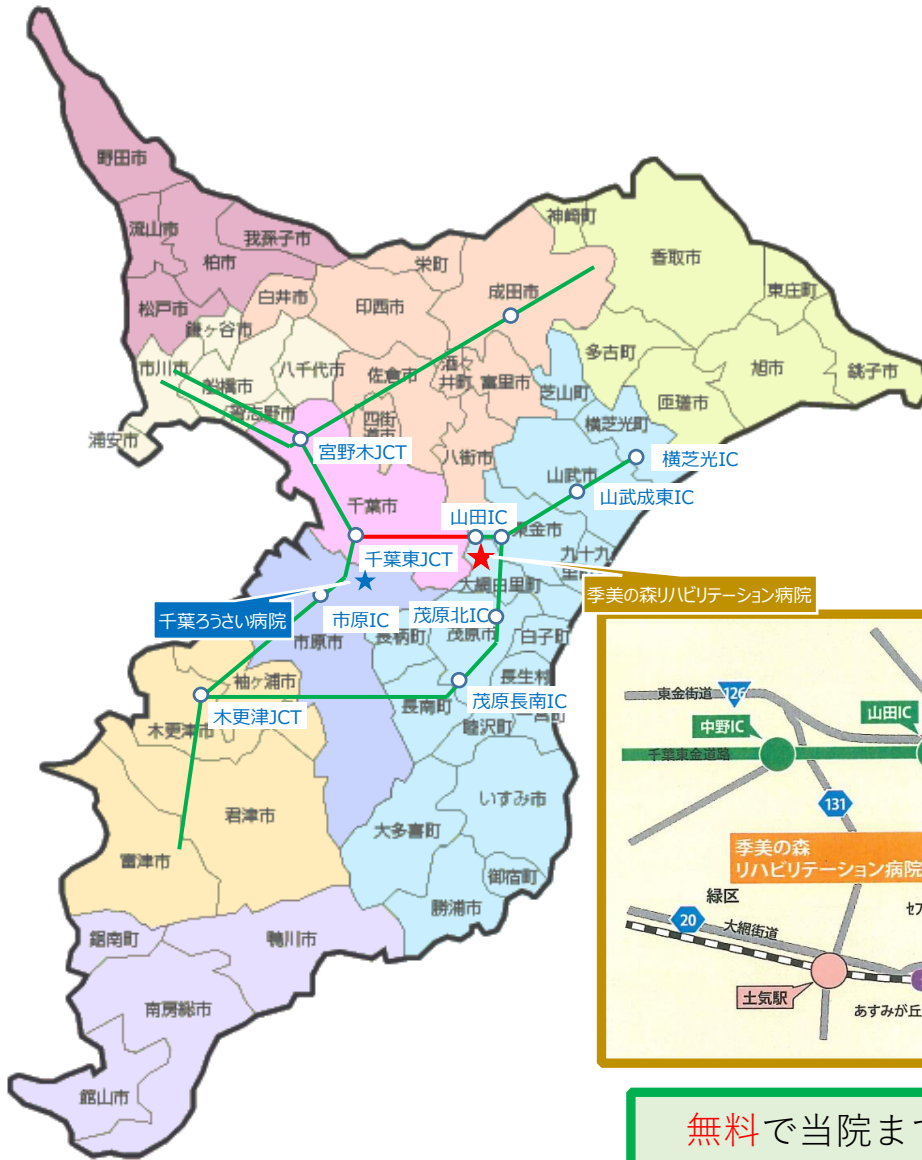 野田市
流山市
柏市
我孫子市
松戸市
鎌ヶ谷市
白井市
印西市
栄町
成田市
神崎町
香取市
東庄町
多古町
旭市
銚子市
匝瑳市
市川市
船橋市
八千代市
佐倉市
酒々
井町
富里市
芝山町
横芝光町
習志野市
浦安市
四街
道市
八街市
山武市
横芝光IC
宮野木JCT
山武成東IC
千葉市
山田IC
東金市
九十九
里町
千葉東JCT
大網白里町
季美の森リハビリテーション病院
千葉ろうさい病院
市原IC
茂原北IC
市原市
長柄町
茂原市
白子町
長生村
袖ヶ浦市
茂原長南IC
長南町
一宮町
睦沢町
木更津市
木更津JCT
君津市
いすみ市
大多喜町
富津市
御宿町
勝浦市
鋸南町
鴨川市
南房総市
館山市
東金街道
126
中野IC
山田IC
千葉東金道路
131
季美の森
リハビリテーション病院
緑区
20
大網街道
土気駅
あすみが丘
無料で当院まで